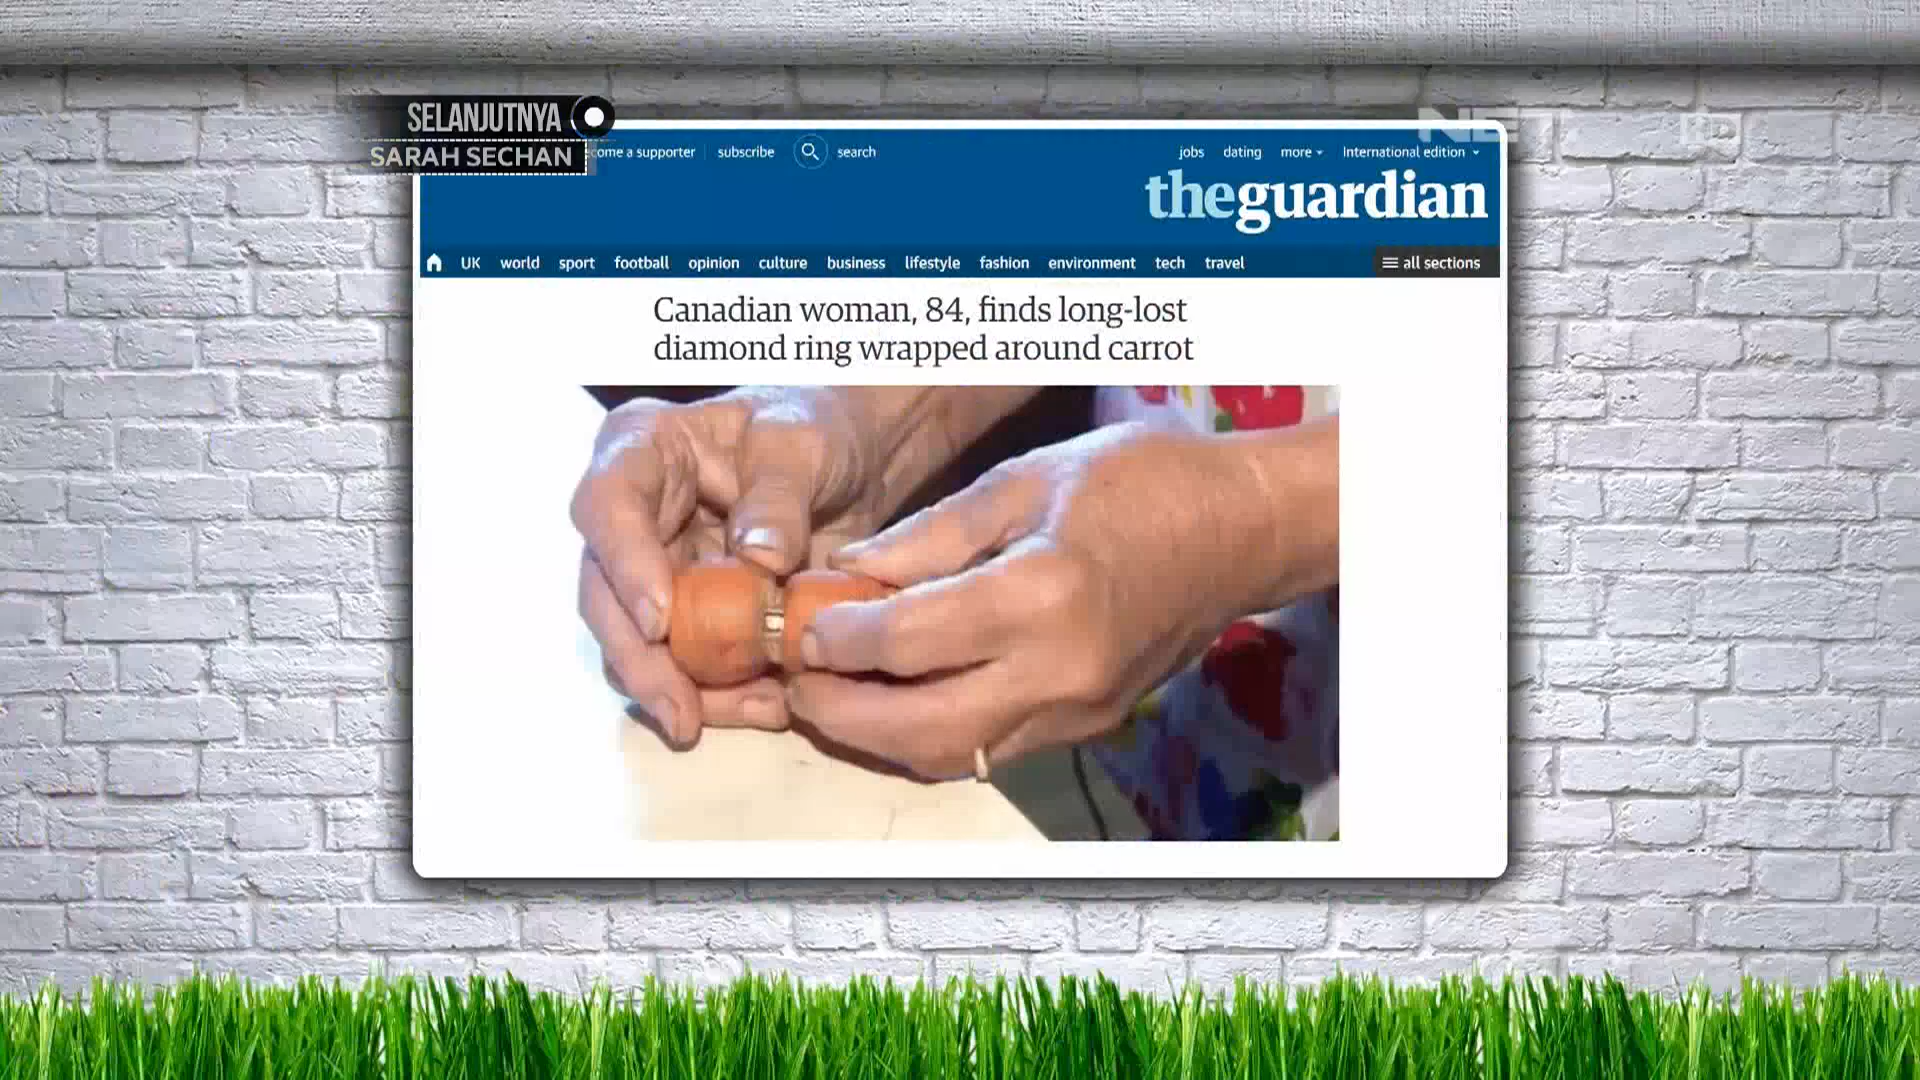 SELANJUTNYA
SARAH SECHAN
NET
HD
come a supporter
subscribe
search
jobs
dating
more
International edition
theguardian
UK
world
sport
football
opinion
culture
business
lifestyle
fashion
environment
tech
travel
all sections
Canadian woman, 84, finds long-lost
diamond ring wrapped around carrot